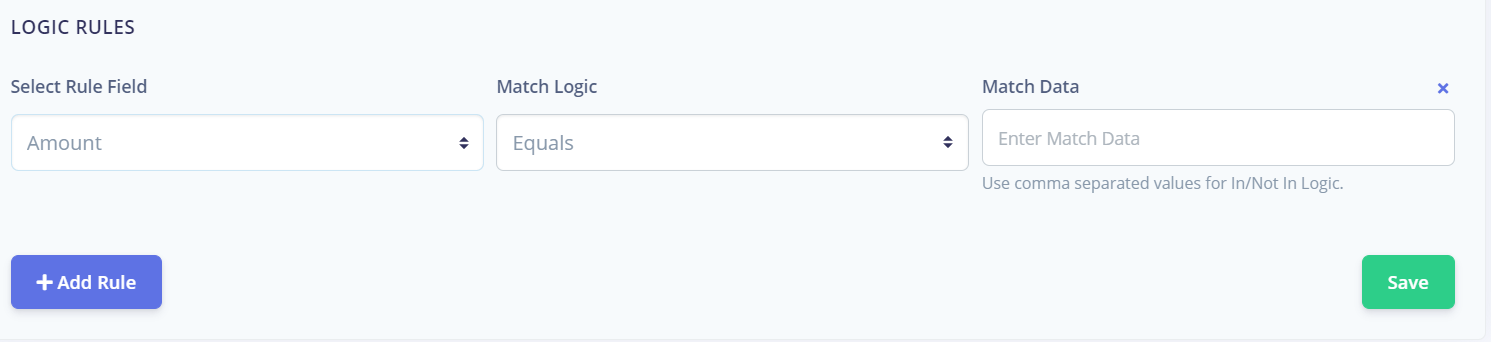 LOGIC RULES
Select Rule Field
Match Logic
Match Data
Amount
Equals
Enter Match Data
Use comma separated values for In/Not In Logic.
Add Rule
Save